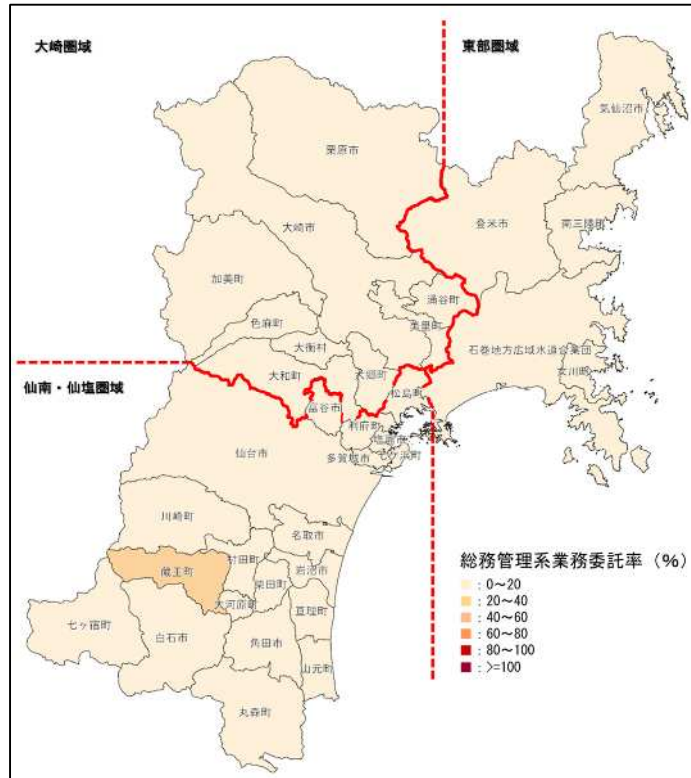 大崎圏域
東部圏域
気仙沼市
栗原市
登米市
南三陸町
大崎市
加美町
涌谷町
色麻町
美里町
大衡村
石巻地方広域水道企業団
大和町
大郷町
女川町
仙南・仙塩圏域
松島町
富谷市
利府町
塩竈市
仙台市
多賀城市
七ヶ浜町
川崎町
名取市
村田町
岩沼市
蔵王町
柴田町
大河原町
亘理町
七ヶ宿町
白石市
角田市
山元町
丸森町
総務管理系業務委託率（%）
：0～20
：20～40
：40～60
：60～80
：80～100
：>=100